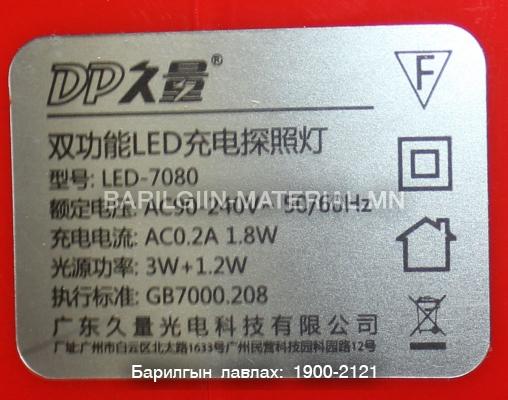 DP久量®
F
双功能LED充电探照灯
型号: LED-7080
BARILGIIN-MATERIAL.MN
额定电压: AC90-240V~ 50/60Hz
充电电流: AC0.2A 1.8W
光源功率: 3W+1.2W
执行标准: GB7000.208
广东久量光电科技有限公司
厂址:广州市白云区北太路1633号广州民营科技园科园路12号
Барилгын лавлах: 1900-2121